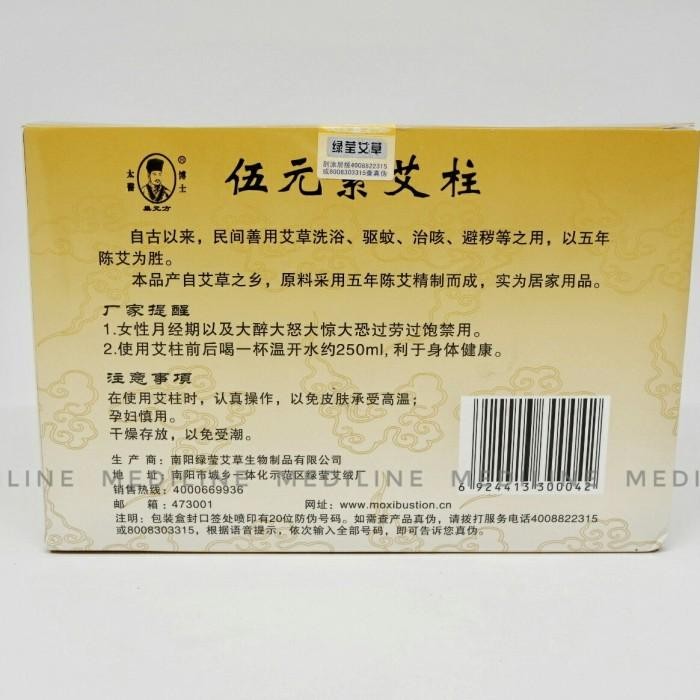 绿莹艾草
刮涂层按4008822315
或8008303315查真伪
太医
博士
®
伍元素艾柱
自古以来，民间善用艾草洗浴、驱蚊、治咳、避秽等之用，以五年
陈艾为胜。
本品产自艾草之乡，原料采用五年陈艾精制而成，实为居家用品。
厂家提醒
1.女性月经期以及大醉大怒大惊大恐过劳过饱禁用。
2.使用艾柱前后喝一杯温开水约250ml,利于身体健康。
注意事項
在使用艾柱时，认真操作，以免皮肤承受高温；
孕妇慎用。
干燥存放，以免受潮。
生产商：南阳绿莹艾草生物制品有限公司
地 址：南阳市城乡一体化示范区绿莹艾绒厂
销售热线：4000669936
邮 箱：473001 网址：www.moxibustion.cn
注明：包装盒封口签处喷印有20位防伪号码。如需查产品真伪，请拨打服务电话4008822315
或8008303315，根据语音提示，依次输入全部号码，即可告诉您真伪。
6 924413 300042
LINE MEDILINE MEDILINE MEDILINE MEDI